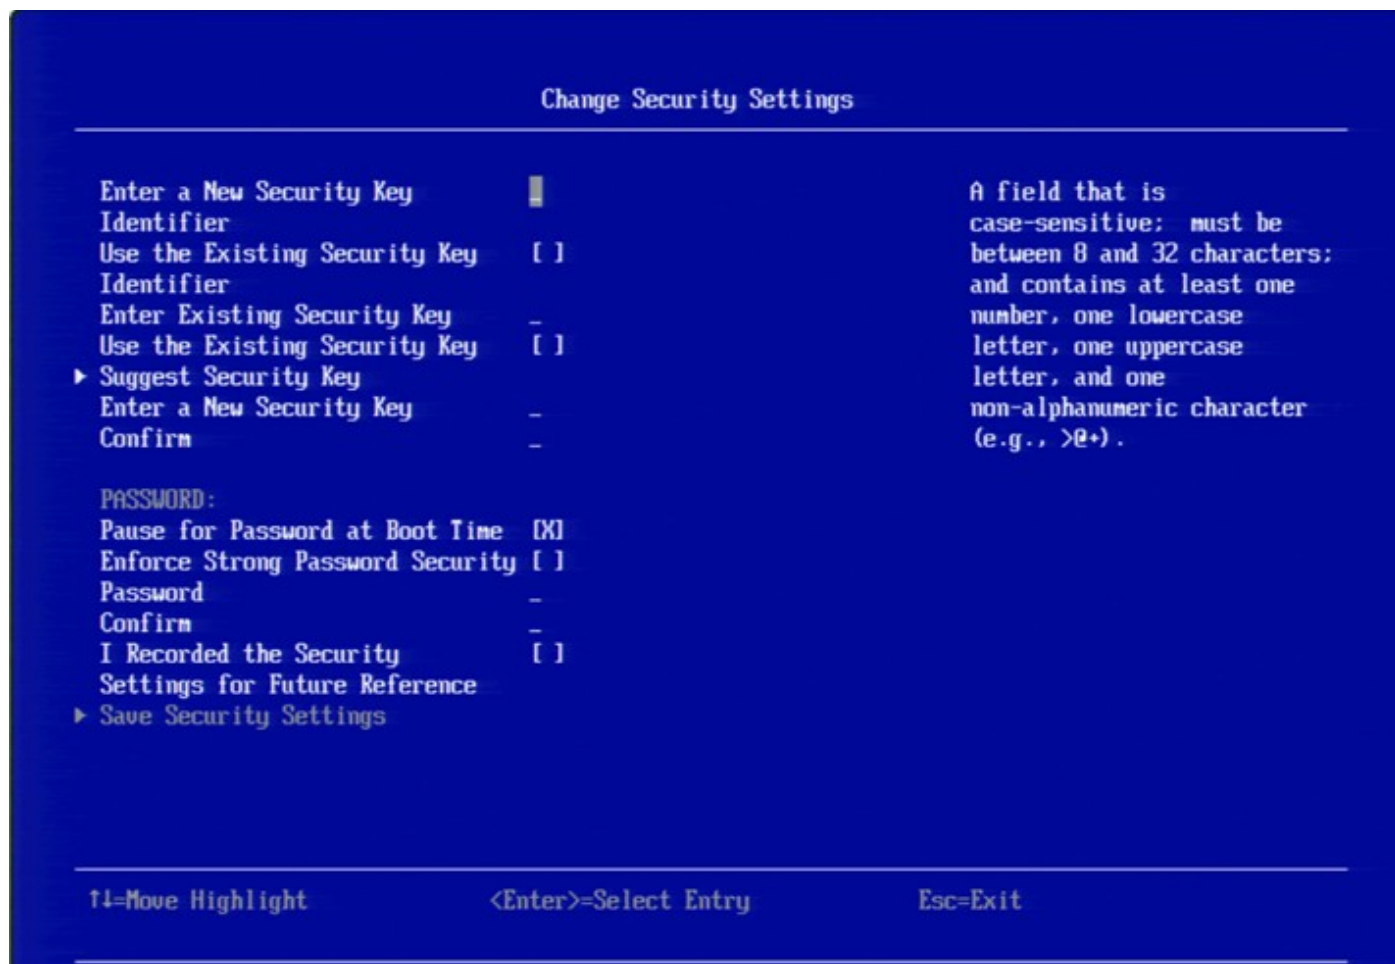 Change Security Settings
Enter a New Security Key _
Identifier
Use the Existing Security Key [ ]
Identifier
Enter Existing Security Key _
Use the Existing Security Key [ ]
▶ Suggest Security Key
Enter a New Security Key _
Confirm _
PASSWORD:
Pause for Password at Boot Time [X]
Enforce Strong Password Security [ ]
Password _
Confirm _
I Recorded the Security [ ]
Settings for Future Reference
▶ Save Security Settings
A field that is
case-sensitive; must be
between 8 and 32 characters;
and contains at least one
number, one lowercase
letter, one uppercase
letter, and one
non-alphanumeric character
(e.g., >@+).
↑↓=Move Highlight <Enter>=Select Entry Esc=Exit